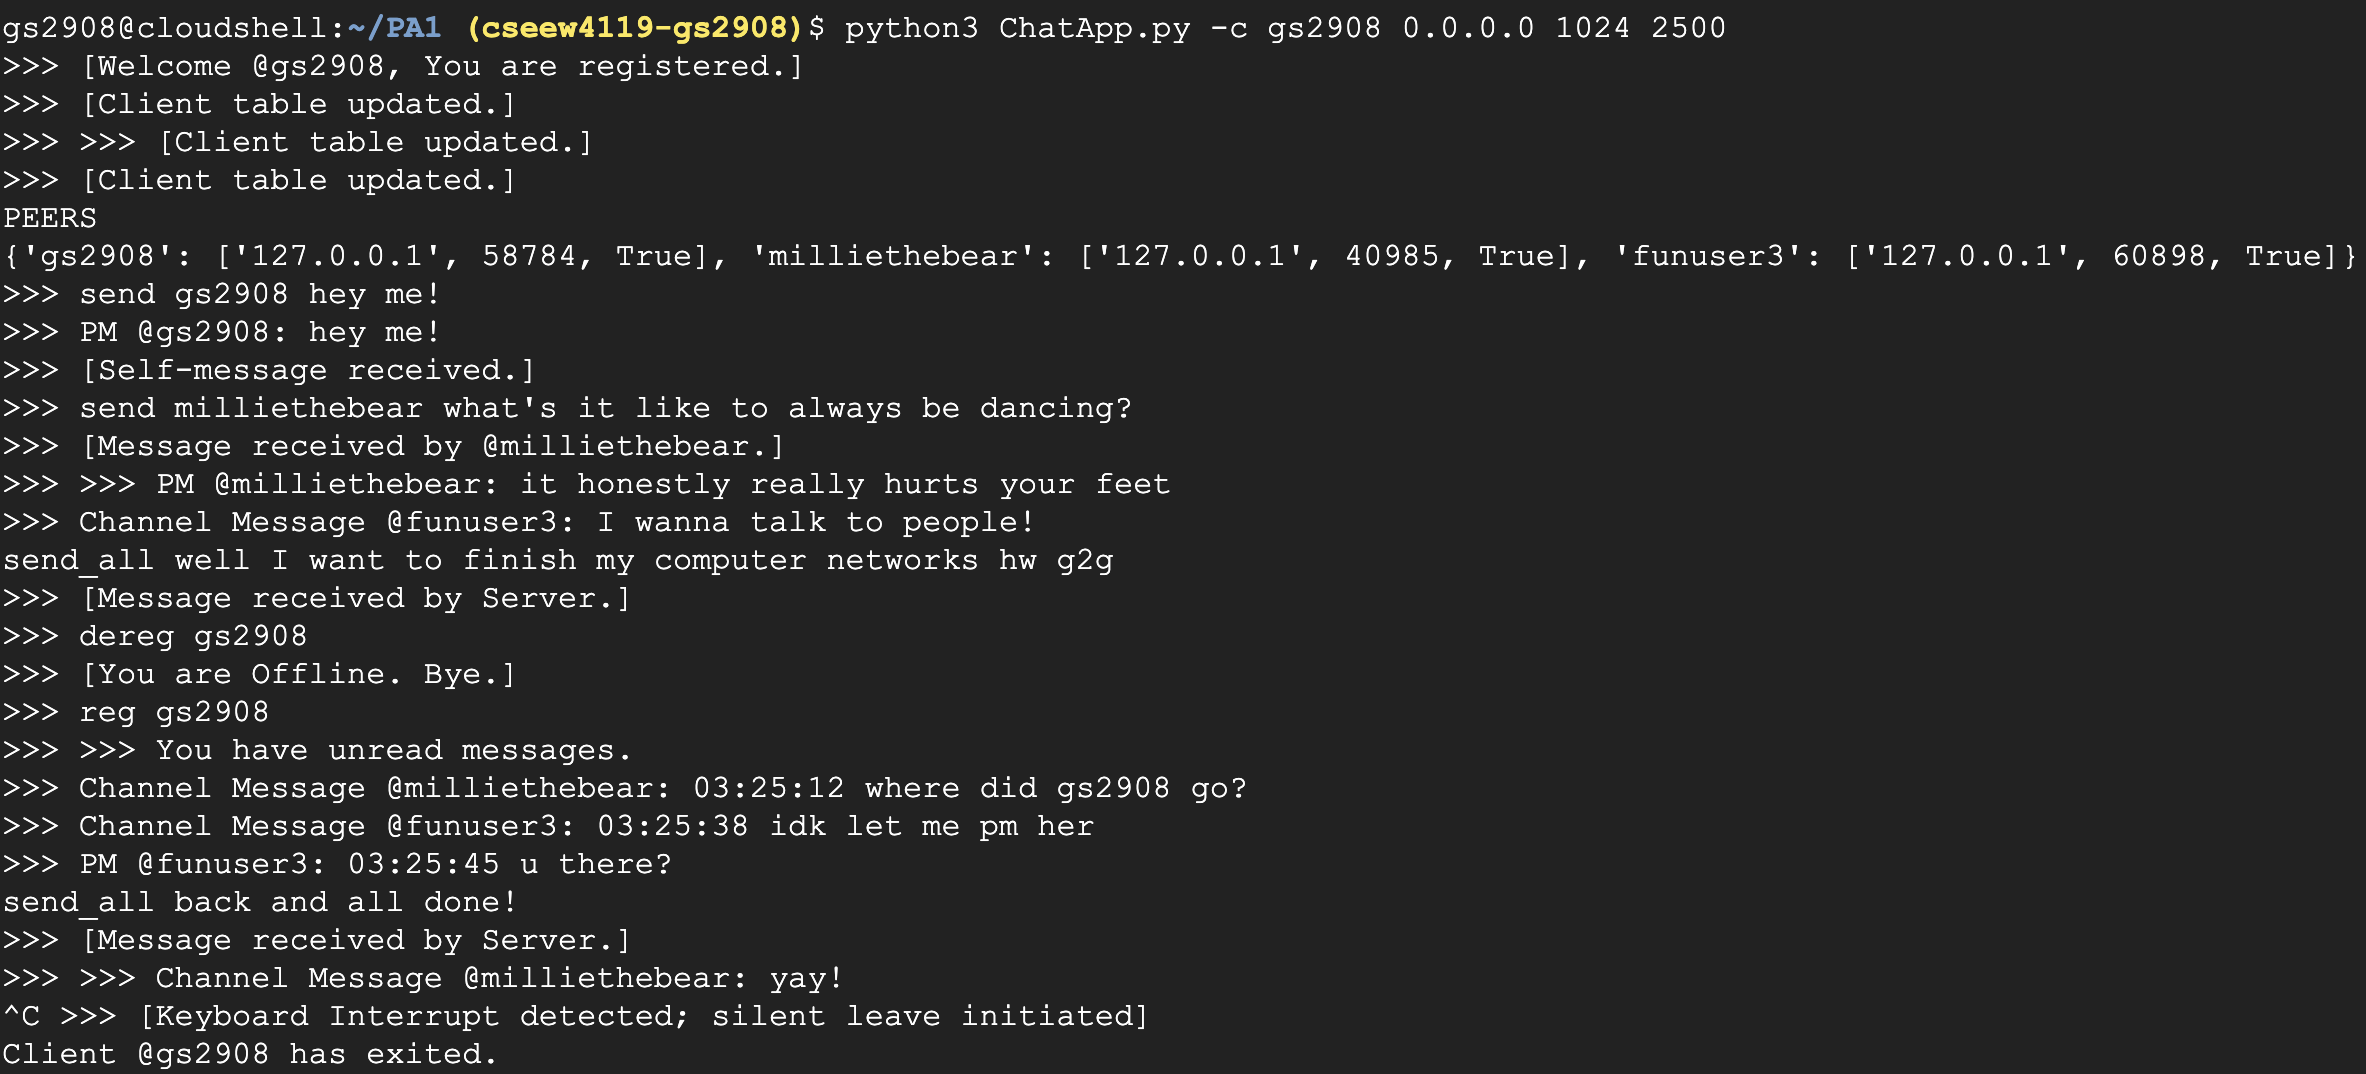 gs2908@cloudshell:~/PA1 (cseew4119-gs2908)$ python3 ChatApp.py -c gs2908 0.0.0.0 1024 2500
>>> [Welcome @gs2908, You are registered.]
>>> [Client table updated.]
>>> >>> [Client table updated.]
>>> [Client table updated.]
PEERS
{'gs2908': ['127.0.0.1', 58784, True], 'milliethebear': ['127.0.0.1', 40985, True], 'funuser3': ['127.0.0.1', 60898, True]}
>>> send gs2908 hey me!
>>> PM @gs2908: hey me!
>>> [Self-message received.]
>>> send milliethebear what's it like to always be dancing?
>>> [Message received by @milliethebear.]
>>> >>> PM @milliethebear: it honestly really hurts your feet
>>> Channel Message @funuser3: I wanna talk to people!
send_all well I want to finish my computer networks hw g2g
>>> [Message received by Server.]
>>> dereg gs2908
>>> [You are Offline. Bye.]
>>> reg gs2908
>>> >>> You have unread messages.
>>> Channel Message @milliethebear: 03:25:12 where did gs2908 go?
>>> Channel Message @funuser3: 03:25:38 idk let me pm her
>>> PM @funuser3: 03:25:45 u there?
send_all back and all done!
>>> [Message received by Server.]
>>> >>> Channel Message @milliethebear: yay!
^C >>> [Keyboard Interrupt detected; silent leave initiated]
Client @gs2908 has exited.